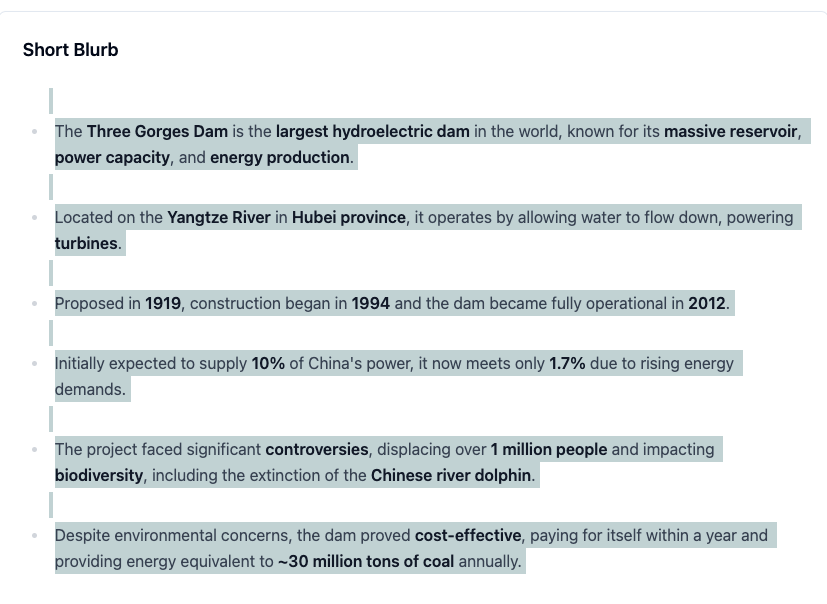 Short Blurb
The Three Gorges Dam is the largest hydroelectric dam in the world, known for its massive reservoir,
power capacity, and energy production.
Located on the Yangtze River in Hubei province, it operates by allowing water to flow down, powering
turbines.
Proposed in 1919, construction began in 1994 and the dam became fully operational in 2012.
Initially expected to supply 10% of China's power, it now meets only 1.7% due to rising energy
demands.
The project faced significant controversies, displacing over 1 million people and impacting
biodiversity, including the extinction of the Chinese river dolphin.
Despite environmental concerns, the dam proved cost-effective, paying for itself within a year and
providing energy equivalent to ~30 million tons of coal annually.